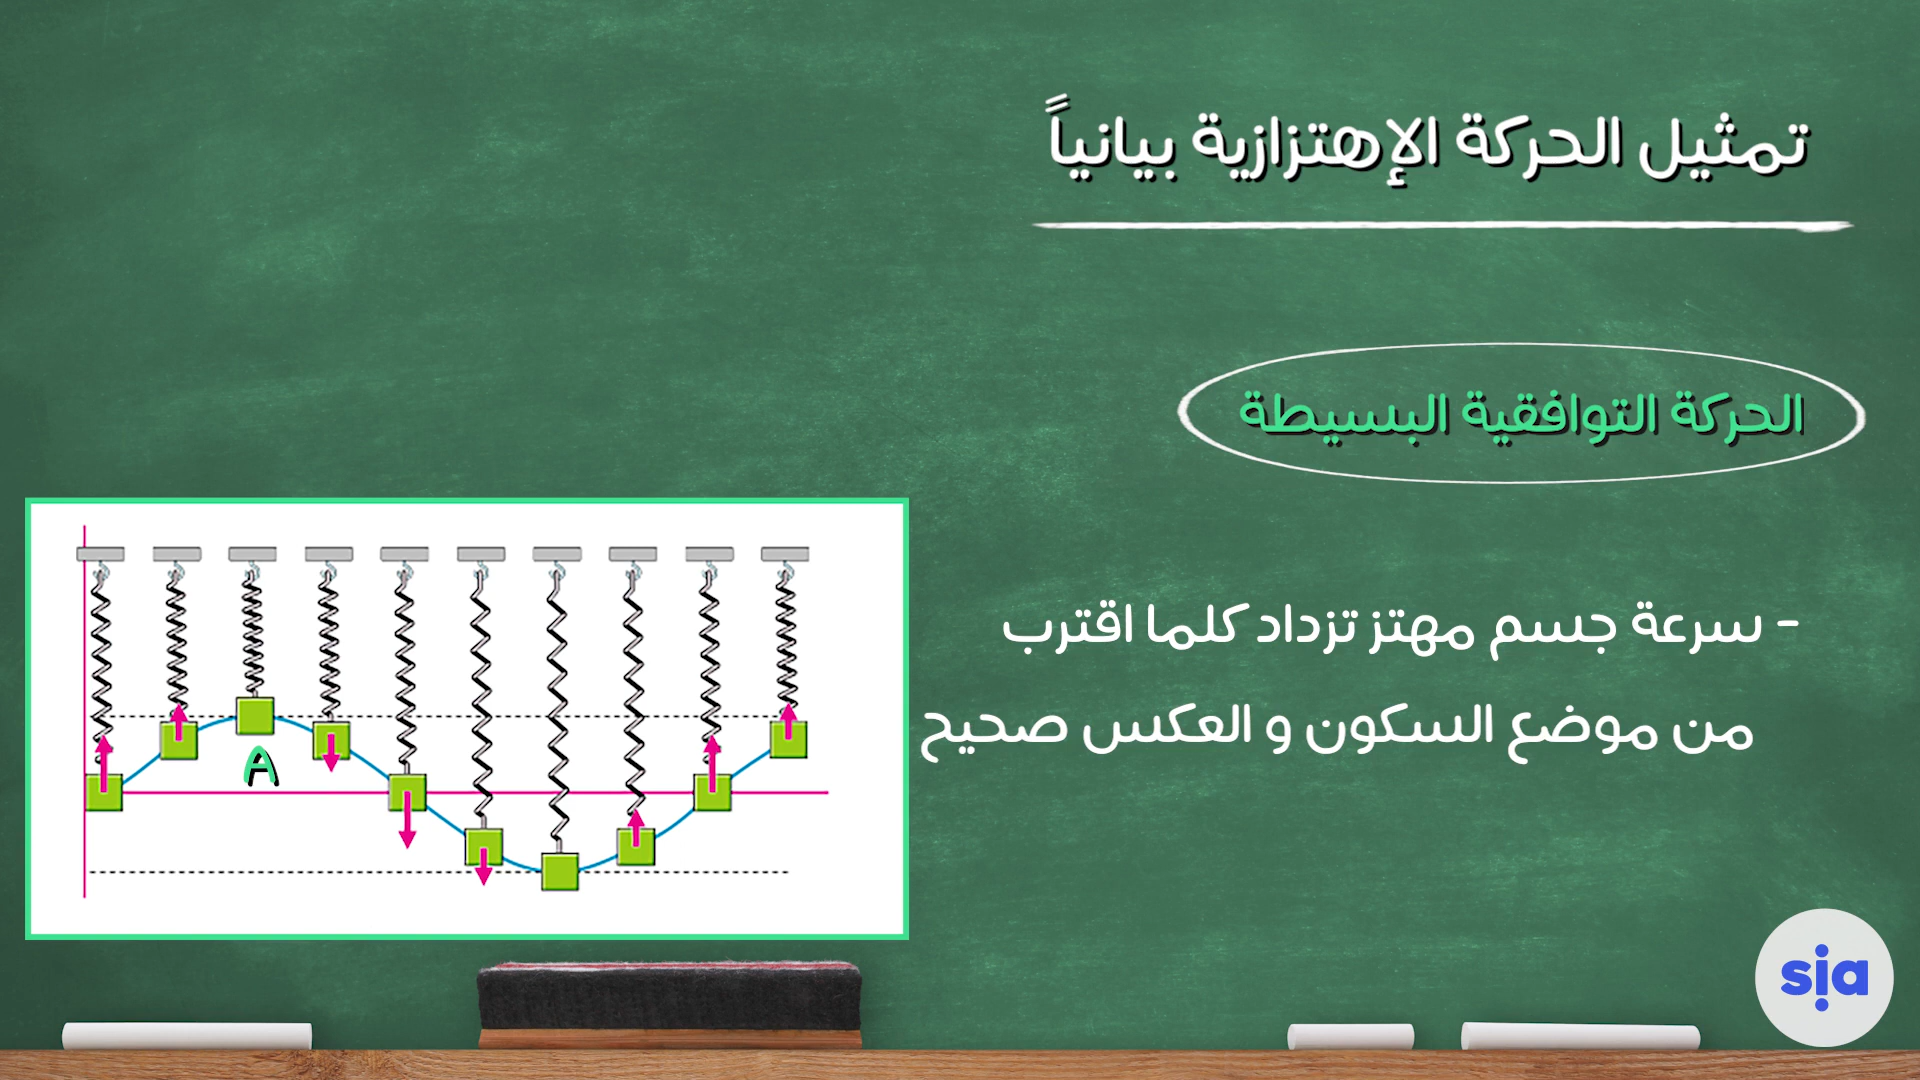 تمثيل الحركة الإهتزازية بيانياً
الحركة التوافقية البسيطة
- سرعة جسم مهتز تزداد كلما اقترب
من موضع السكون و العكس صحيح
A
sia